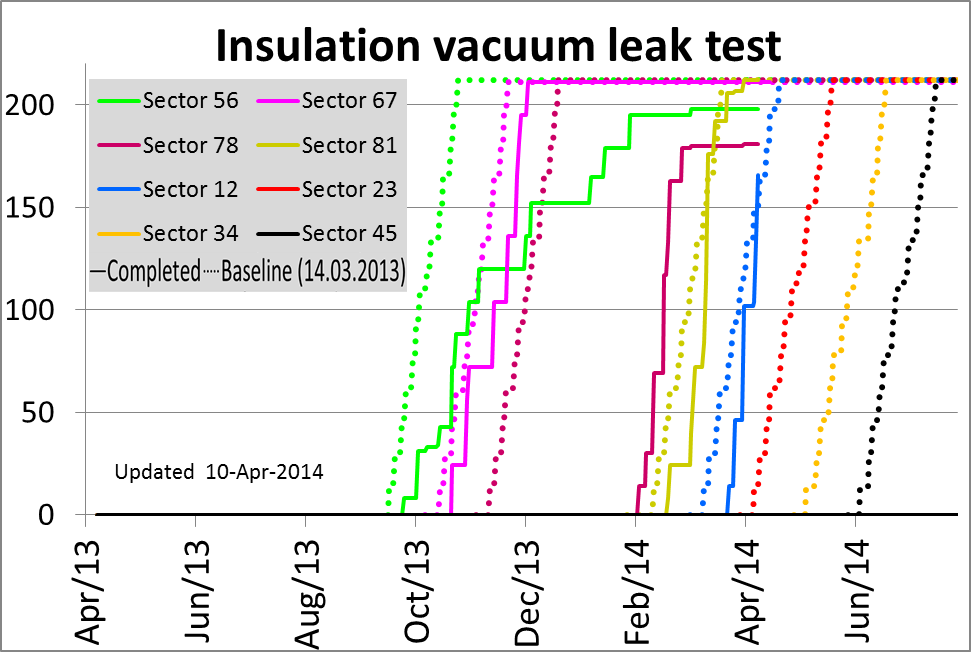 Insulation vacuum leak test
200
150
100
50
0
Sector 56 Sector 67
Sector 78 Sector 81
Sector 12 Sector 23
Sector 34 Sector 45
Completed Baseline (14.03.2013)
Updated 10-Apr-2014
Apr/13 Jun/13 Aug/13 Oct/13 Dec/13 Feb/14 Apr/14 Jun/14